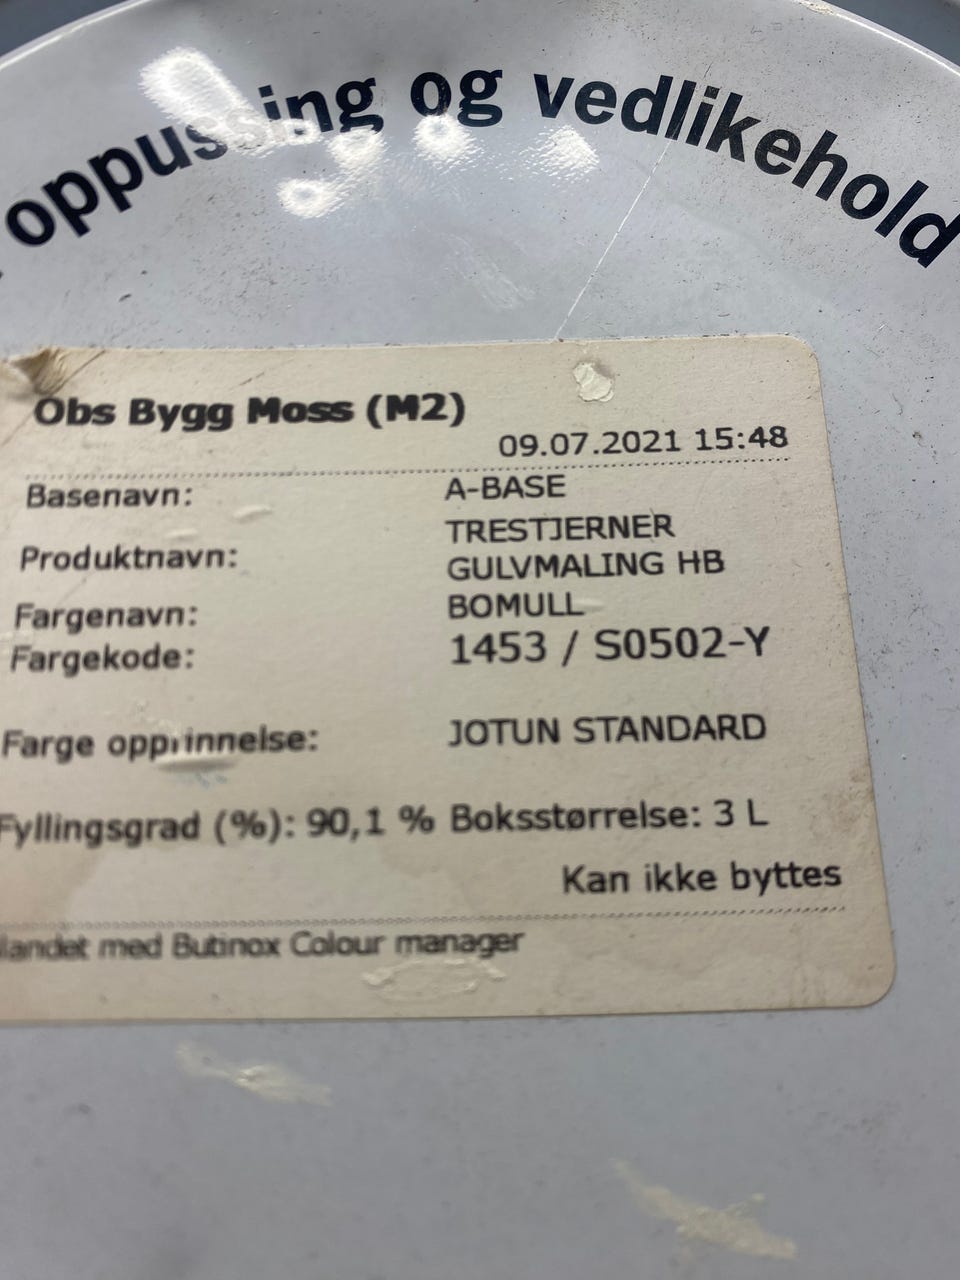 oppussing og vedlikehold
Obs Bygg Moss (M2)
09.07.2021 15:48
Basenavn: A-BASE
Produktnavn: TRESTJERNER
GULVMALING HB
Fargenavn: BOMULL
Fargekode: 1453 / S0502-Y
Farge opprinnelse: JOTUN STANDARD
Fyllingsgrad (%): 90,1 % Boksstørrelse: 3 L
Kan ikke byttes
landet med Butinox Colour manager